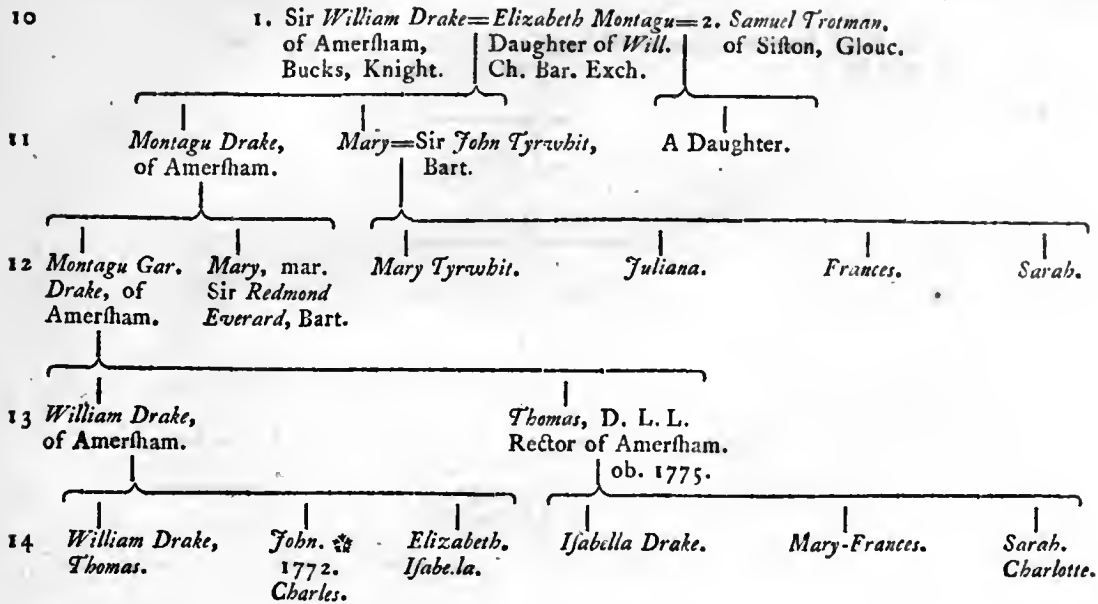 10 1. Sir William Drake=Elizabeth Montagu=2. Samuel Trotman.
of Amerſham, Daughter of Will. of Siſton, Glouc.
Bucks, Knight. Ch. Bar. Exch.
11 Montagu Drake, Mary=Sir John Tyrwhit, A Daughter.
of Amerſham. Bart.
12 Montagu Gar. Mary, mar. Mary Tyrwhit. Juliana. Frances. Sarah.
Drake, of Sir Redmond
Amerſham. Everard, Bart.
13 William Drake, Thomas, D. L. L.
of Amerſham. Rector of Amerſham.
ob. 1775.
14 William Drake, John. Elizabeth. Iſabella Drake. Mary-Frances. Sarah.
Thomas. 1772. Iſabe.la. Charlotte.
Charles.